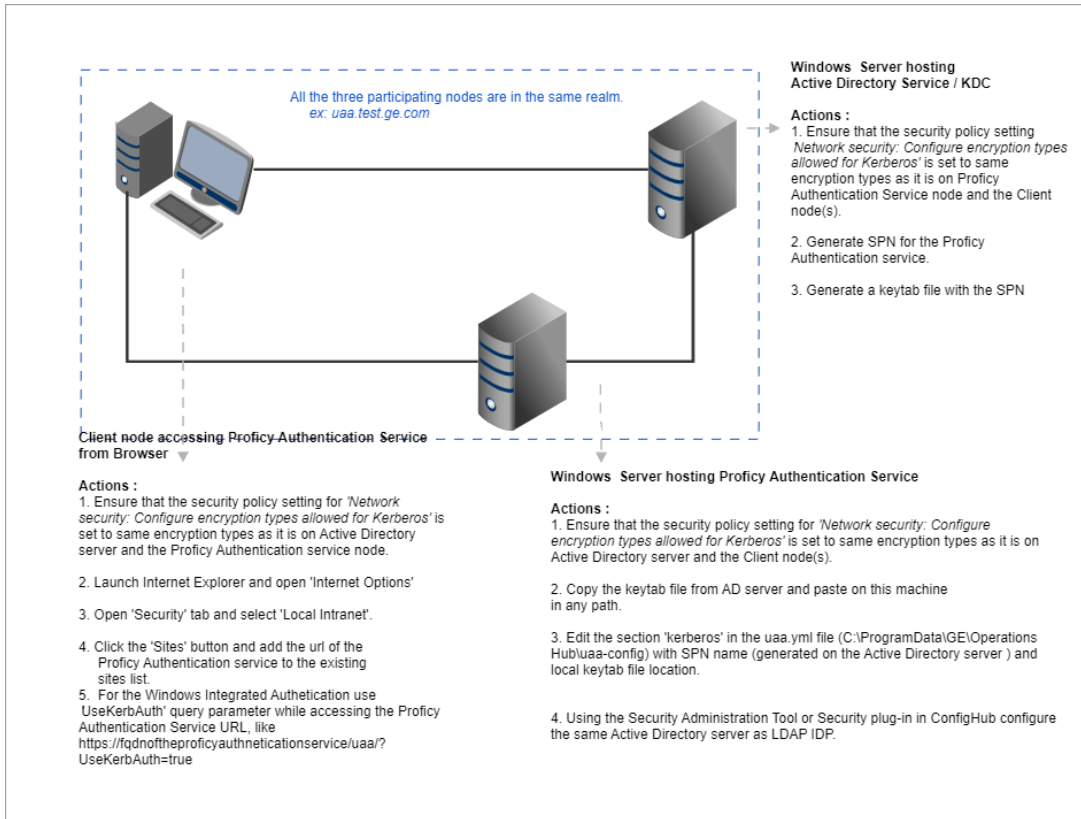 All the three participating nodes are in the same realm.
ex: uaa.test.ge.com
Windows  Server hosting
Active Directory Service / KDC
Actions :
1. Ensure that the security policy setting
'Network security: Configure encryption types
allowed for Kerberos' is set to same
encryption types as it is on Proficy
Authentication Service node and the Client
node(s).
2. Generate SPN for the Proficy
Authentication service.
3. Generate a keytab file with the SPN
Client node accessing Proficy Authentication Service
from Browser
Actions :
1. Ensure that the security policy setting for 'Network
security: Configure encryption types allowed for Kerberos' is
set to same encryption types as it is on Active Directory
server and the Proficy Authentication service node.
2. Launch Internet Explorer and open 'Internet Options'
3. Open 'Security' tab and select 'Local Intranet'.
4. Click the 'Sites' button and add the url of the
Proficy Authentication service to the existing
sites list.
5.  For the Windows Integrated Authetication use
'UseKerbAuth' query parameter while accessing the Proficy
Authentication Service URL, like
https://fqdnoftheproficyauthneticationservice/uaa/?
UseKerbAuth=true
Windows  Server hosting Proficy Authentication Service
Actions :
1. Ensure that the security policy setting for 'Network security: Configure
encryption types allowed for Kerberos' is set to same encryption types as it is on
Active Directory server and the Client node(s).
2. Copy the keytab file from AD server and paste on this machine
in any path.
3. Edit the section 'kerberos' in the uaa.yml file (C:\ProgramData\GE\Operations
Hub\uaa-config) with SPN name (generated on the Active Directory server ) and
local keytab file location.
4. Using the Security Administration Tool or Security plug-in in ConfigHub configure
the same Active Directory server as LDAP IDP.